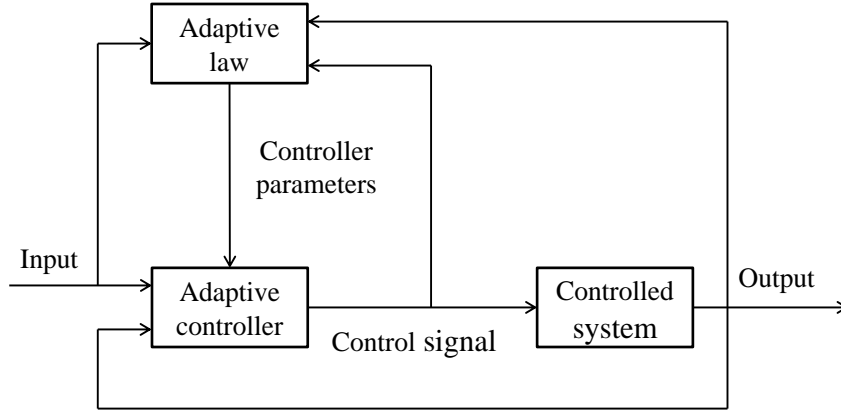 Adaptive
law
Controller
parameters
Input
Adaptive
controller
Control signal
Controlled
system
Output